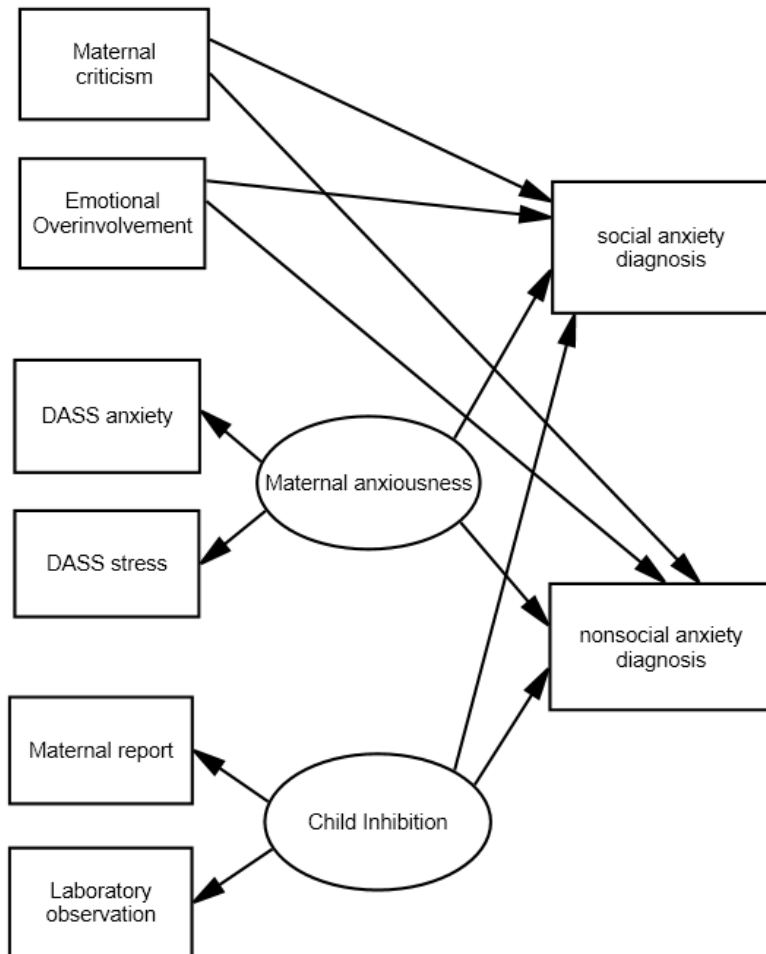 Maternal
criticism
Emotional
Overinvolvement
social anxiety
diagnosis
DASS anxiety
Maternal anxiousness
DASS stress
nonsocial anxiety
diagnosis
Maternal report
Child Inhibition
Laboratory
observation